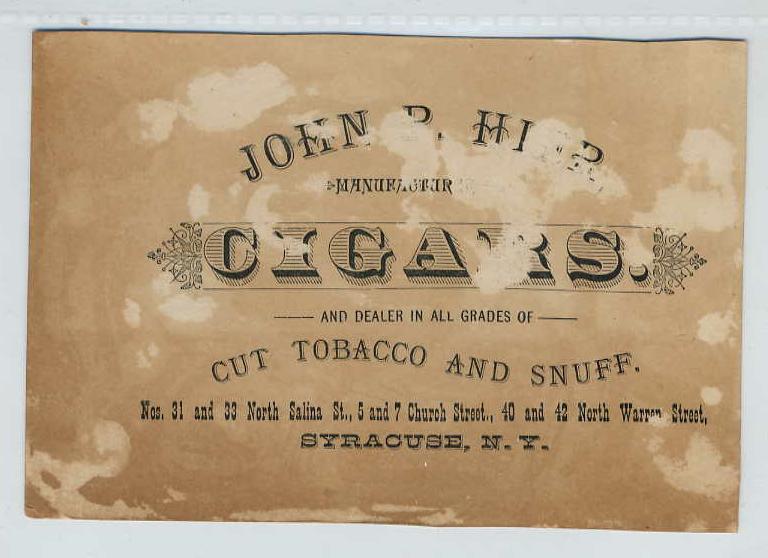 JOHN P.
CIGARS.
AND DEALER IN ALL GRADES OF
CUT TOBACCO AND SNUFF.
Nos. 31 and 33 North Salina St., 5 and 7 Church Street., 40 and 42 North Warren Street,
SYRACUSE, N. Y.